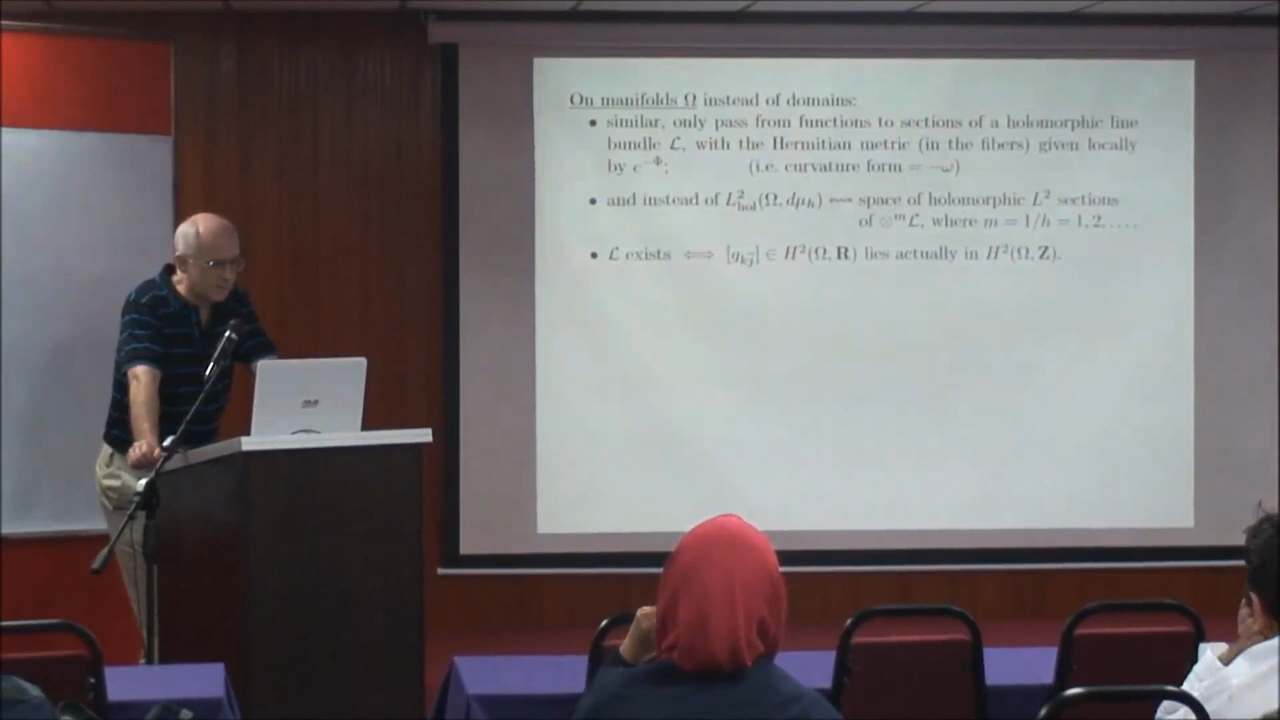 On manifolds Ω instead of domains:
• similar, only pass from functions to sections of a holomorphic line
bundle ℒ, with the Hermitian metric (in the fibers) given locally
by e^{−Φ}; (i.e. curvature form = −ω)
• and instead of L²_hol(Ω, dμ_h) ⟿ space of holomorphic L² sections
of ⊗^m ℒ, where m = 1/h = 1, 2, . . . .
• ℒ exists ⟺ [g_{k\overline{j}}] ∈ H²(Ω, R) lies actually in H²(Ω, Z).